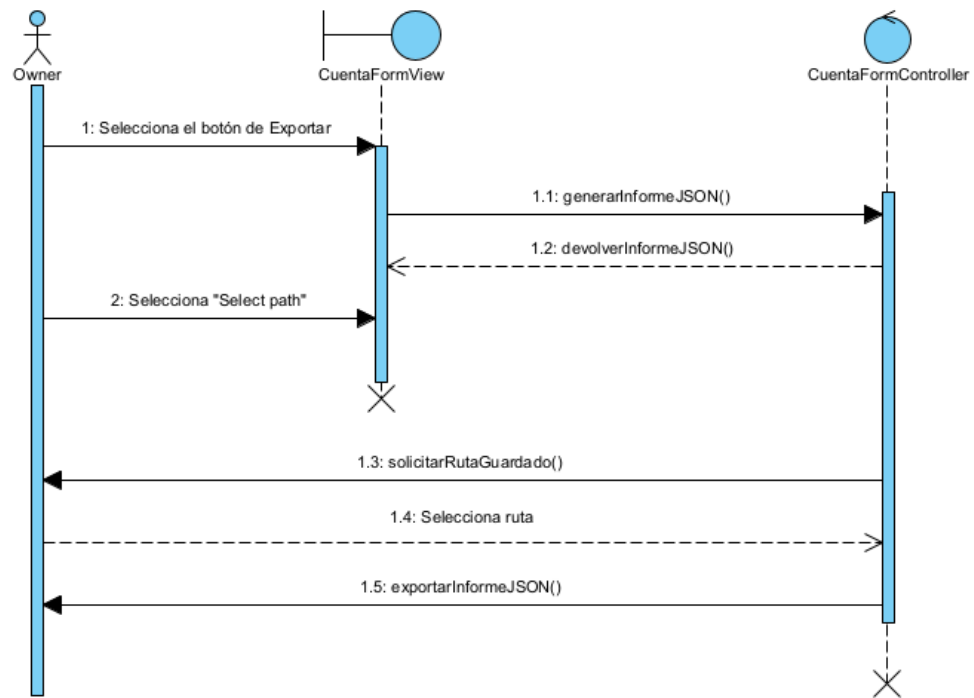 Owner
CuentaFormView
CuentaFormController
1: Selecciona el botón de Exportar
1.1: generarInformeJSON()
1.2: devolverInformeJSON()
2: Selecciona "Select path"
1.3: solicitarRutaGuardado()
1.4: Selecciona ruta
1.5: exportarInformeJSON()